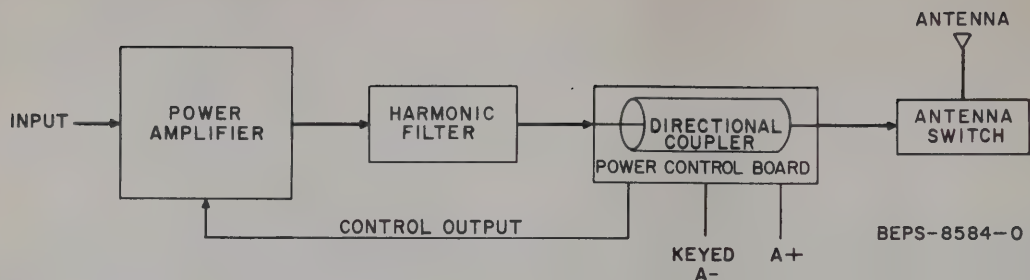 ANTENNA
INPUT
POWER
AMPLIFIER
HARMONIC
FILTER
DIRECTIONAL
COUPLER
POWER CONTROL BOARD
ANTENNA
SWITCH
CONTROL OUTPUT
KEYED
A-
A+
BEPS-8584-0